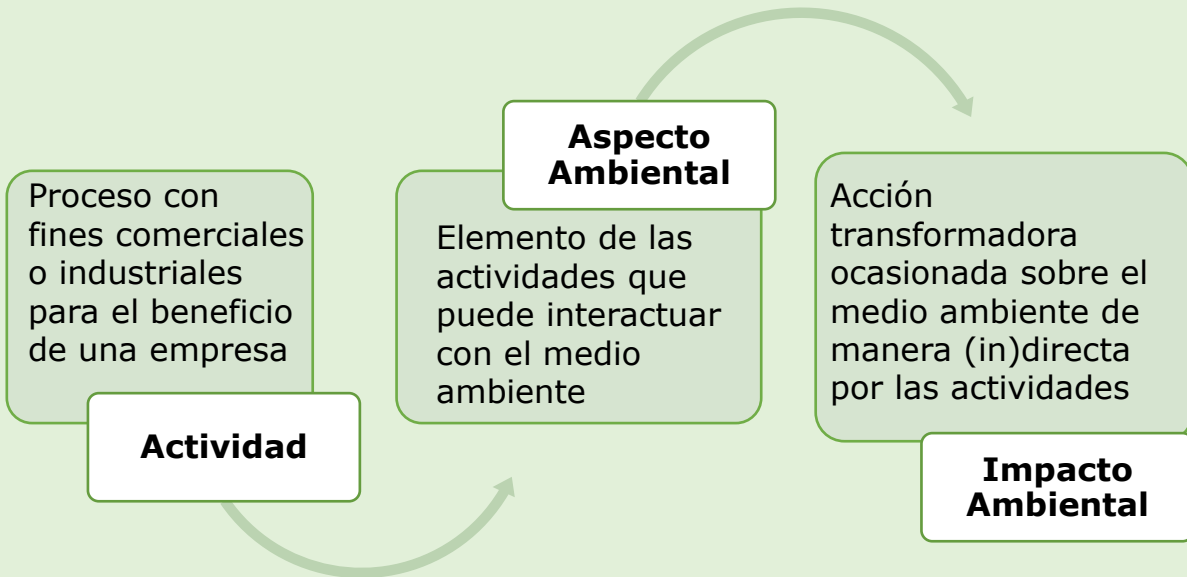 Proceso con
fines comerciales
o industriales
para el beneficio
de una empresa
Actividad
Aspecto
Ambiental
Elemento de las
actividades que
puede interactuar
con el medio
ambiente
Acción
transformadora
ocasionada sobre el
medio ambiente de
manera (in)directa
por las actividades
Impacto
Ambiental